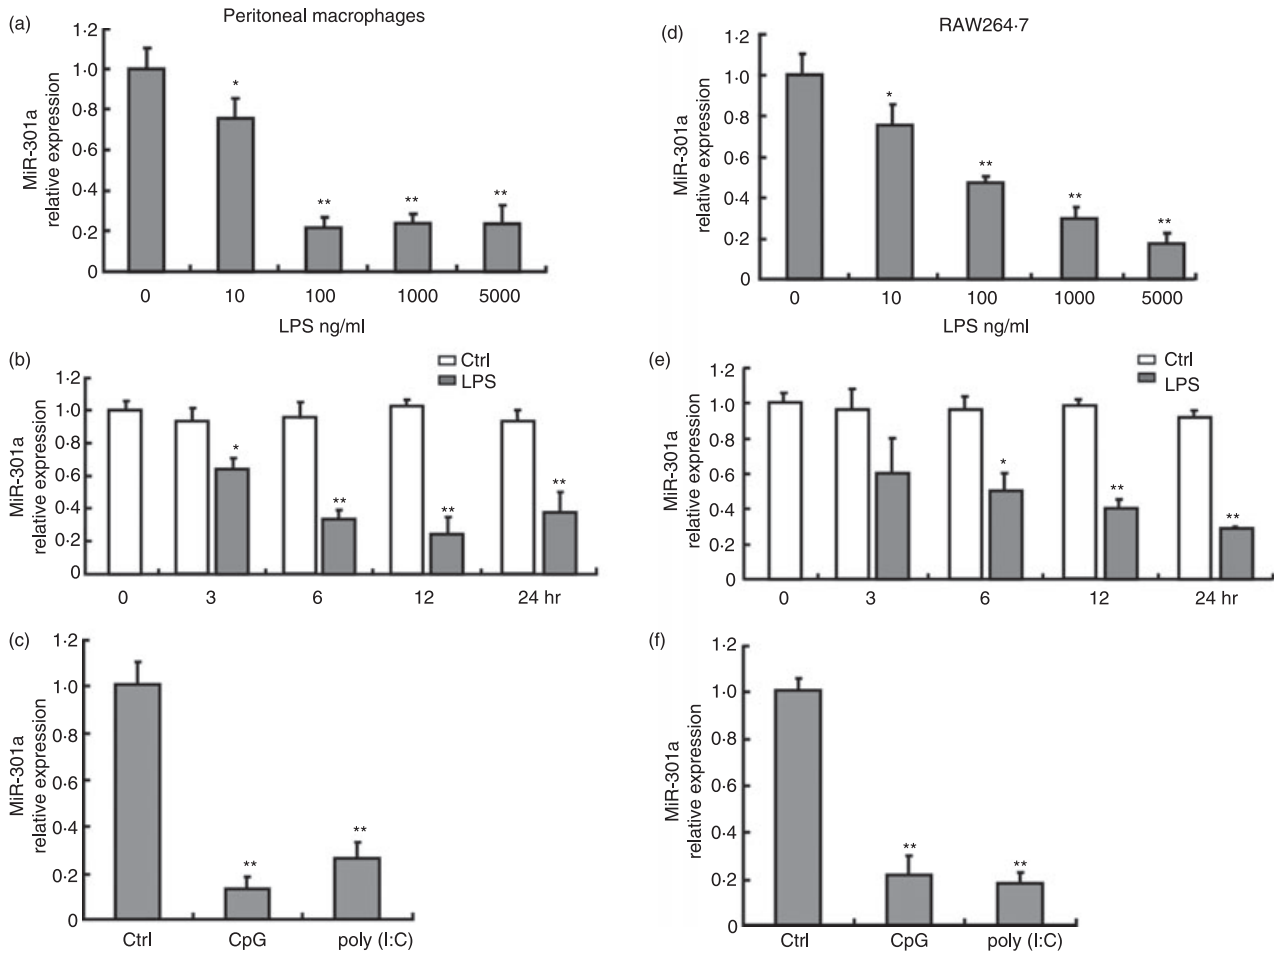 (a)
Peritoneal macrophages
MiR-301a
relative expression
1·2
1·0
0·8
0·6
0·4
0·2
0
*
**
**
**
0 10 100 1000 5000
LPS ng/ml
(d)
RAW264·7
MiR-301a
relative expression
1·2
1·0
0·8
0·6
0·4
0·2
0
*
**
**
**
0 10 100 1000 5000
LPS ng/ml
(b)
Ctrl
LPS
MiR-301a
relative expression
1·2
1·0
0·8
0·6
0·4
0·2
0
*
**
**
**
0 3 6 12 24 hr
(e)
Ctrl
LPS
MiR-301a
relative expression
1·2
1·0
0·8
0·6
0·4
0·2
0
*
**
**
0 3 6 12 24 hr
(c)
MiR-301a
relative expression
1·2
1·0
0·8
0·6
0·4
0·2
0
**
**
Ctrl CpG poly (I:C)
(f)
MiR-301a
relative expression
1·2
1·0
0·8
0·6
0·4
0·2
0
**
**
Ctrl CpG poly (I:C)